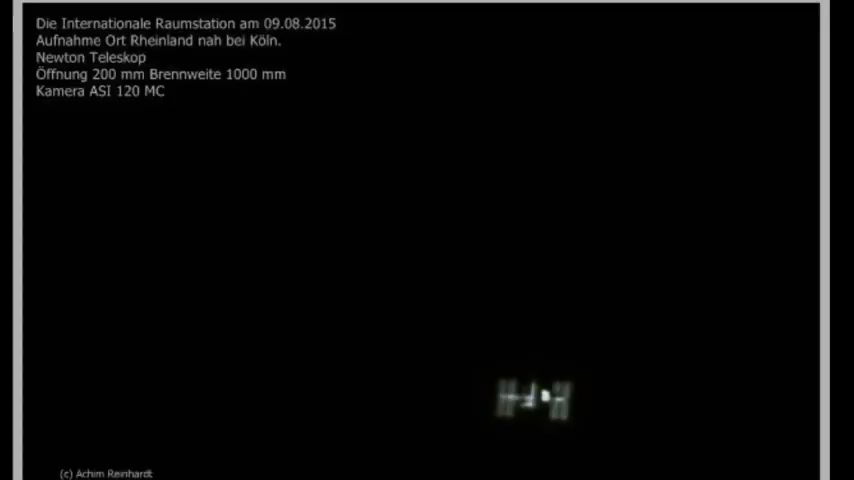 Die Internationale Raumstation am 09.08.2015
Aufnahme Ort Rheinland nah bei Köln.
Newton Teleskop
Öffnung 200 mm Brennweite 1000 mm
Kamera ASI 120 MC
(c) Achim Reinhardt